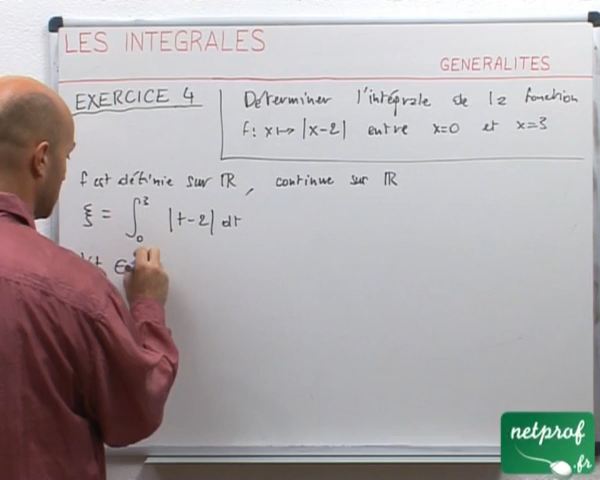 LES INTEGRALES
GENERALITES
EXERCICE 4
Déterminer l'intégrale de la fonction
f: x ↦ |x-2| entre x=0 et x=3
f est définie sur ℝ, continue sur ℝ
ξ = ∫₀³ |t-2| dt
netprof
.fr